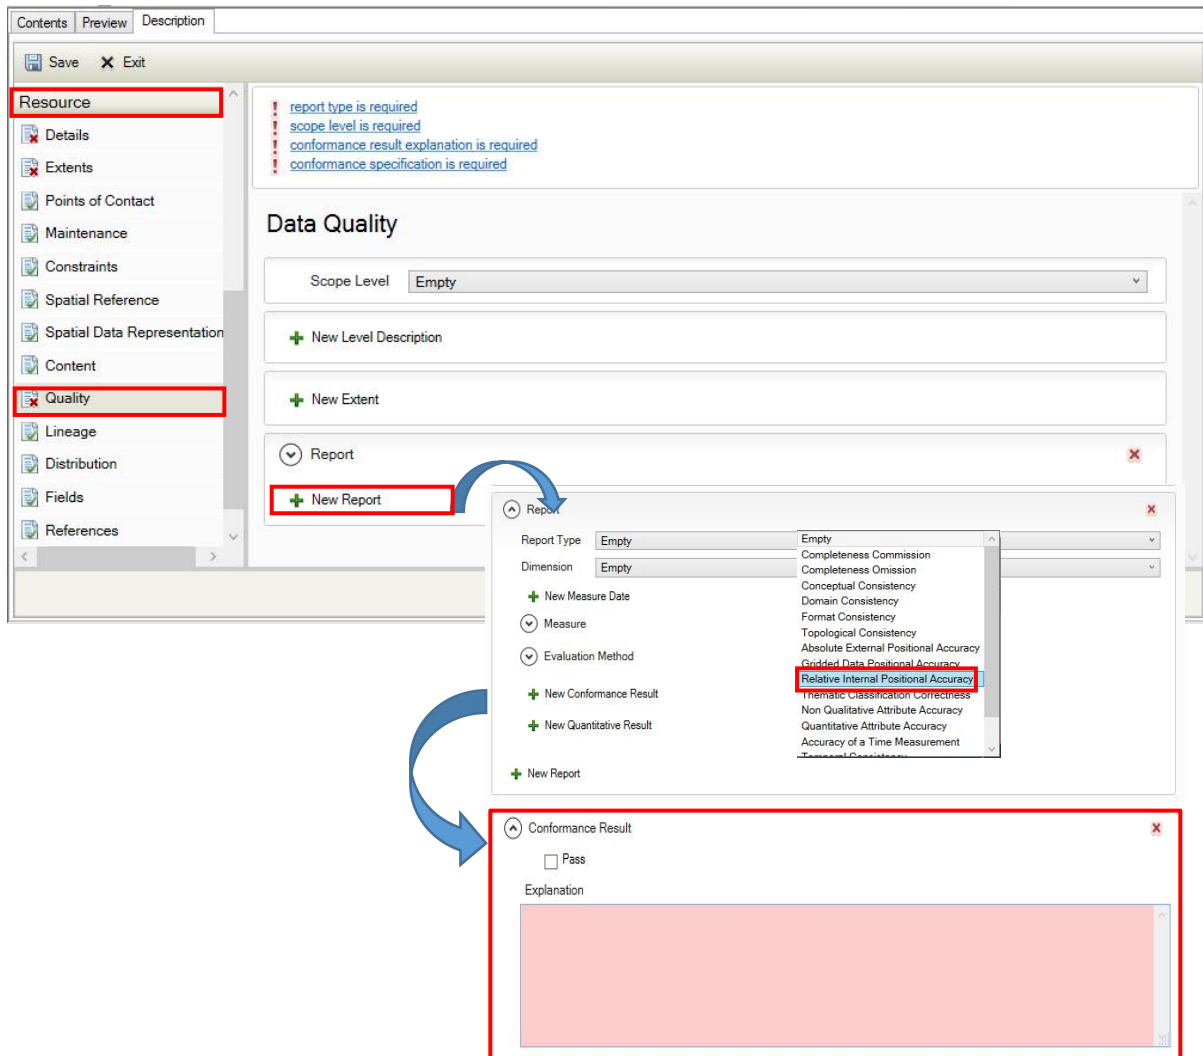 Contents Preview Description
Save Exit
Resource
Details
Extents
Points of Contact
Maintenance
Constraints
Spatial Reference
Spatial Data Representation
Content
Quality
Lineage
Distribution
Fields
References
report type is required
scope level is required
conformance result explanation is required
conformance specification is required
Data Quality
Scope Level Empty
New Level Description
New Extent
Report
New Report
Report
Report Type Empty
Dimension Empty
New Measure Date
Measure
Evaluation Method
New Conformance Result
New Quantitative Result
New Report
Empty
Completeness Commission
Completeness Omission
Conceptual Consistency
Domain Consistency
Format Consistency
Topological Consistency
Absolute External Positional Accuracy
Gridded Data Positional Accuracy
Relative Internal Positional Accuracy
Thematic Classification Correctness
Non Qualitative Attribute Accuracy
Quantitative Attribute Accuracy
Accuracy of a Time Measurement
Temporal Consistency
Conformance Result
Pass
Explanation